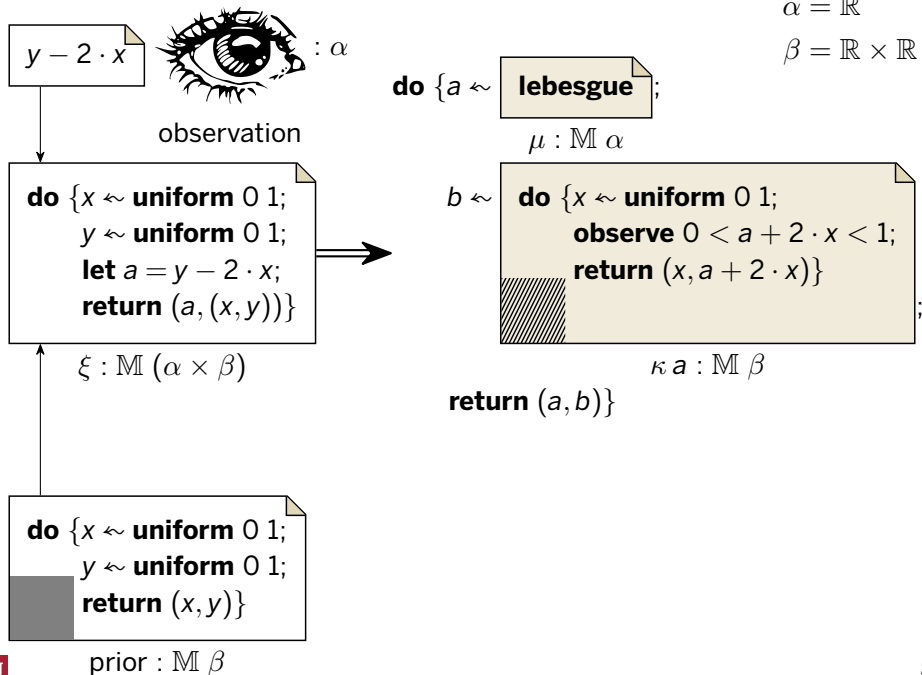 α = ℝ
β = ℝ × ℝ
y − 2 · x
: α
observation
do {a ⇜ lebesgue ;
μ : 𝕄 α
do {x ⇜ uniform 0 1;
y ⇜ uniform 0 1;
let a = y − 2 · x;
return (a, (x, y))}
ξ : 𝕄 (α × β)
b ⇜ do {x ⇜ uniform 0 1;
observe 0 < a + 2 · x < 1;
return (x, a + 2 · x)}
;
κ a : 𝕄 β
return (a, b)}
do {x ⇜ uniform 0 1;
y ⇜ uniform 0 1;
return (x, y)}
prior : 𝕄 β